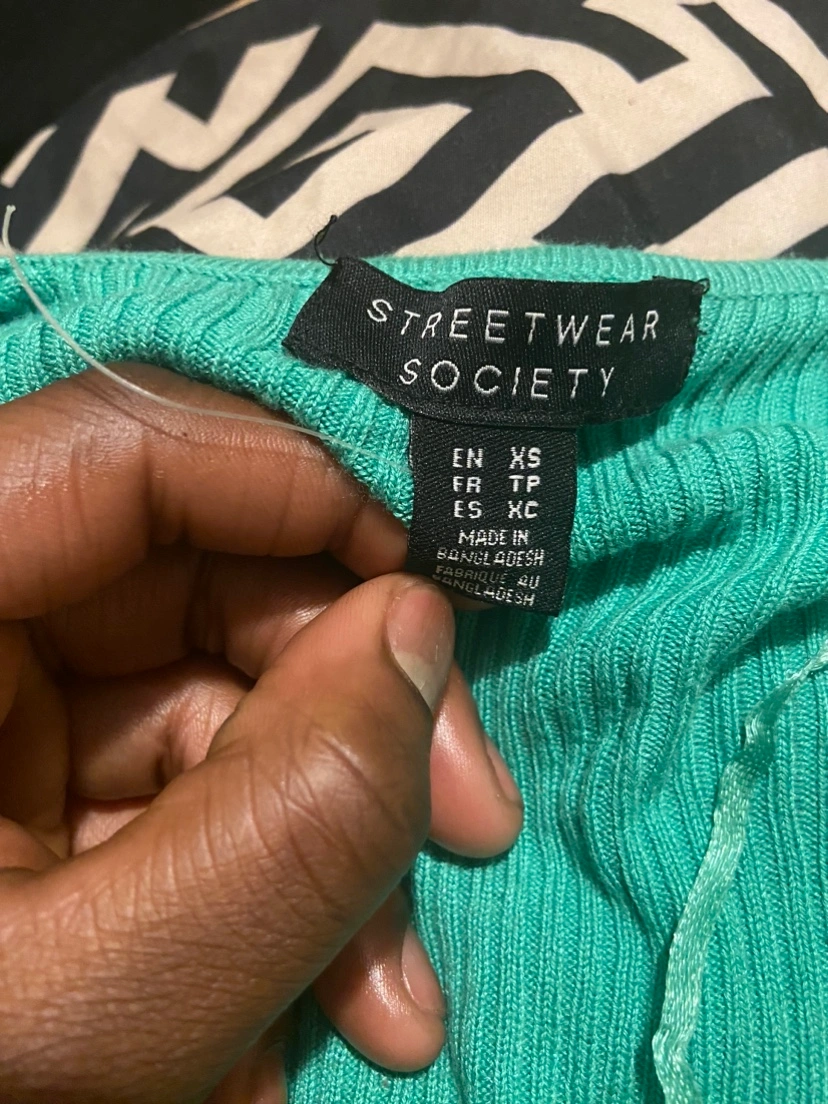 STREETWEAR
SOCIETY
EN XS
FR TP
ES XC
MADE IN
BANGLADESH
FABRIQUE AU
BANGLADESH